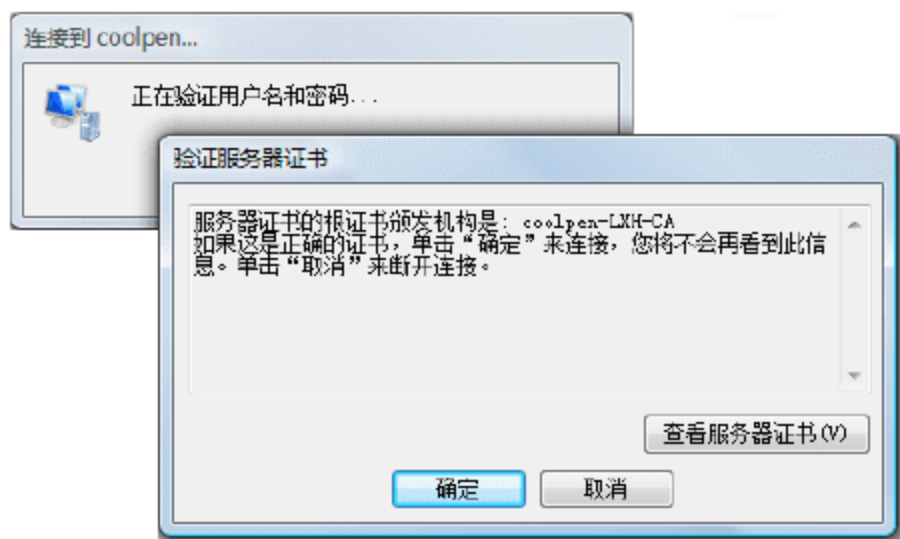 连接到 coolpen...
正在验证用户名和密码...
验证服务器证书
服务器证书的根证书颁发机构是: coolpen-LXH-CA
如果这是正确的证书，单击“确定”来连接，您将不会再看到此信
息。单击“取消”来断开连接。
查看服务器证书(V)
确定
取消